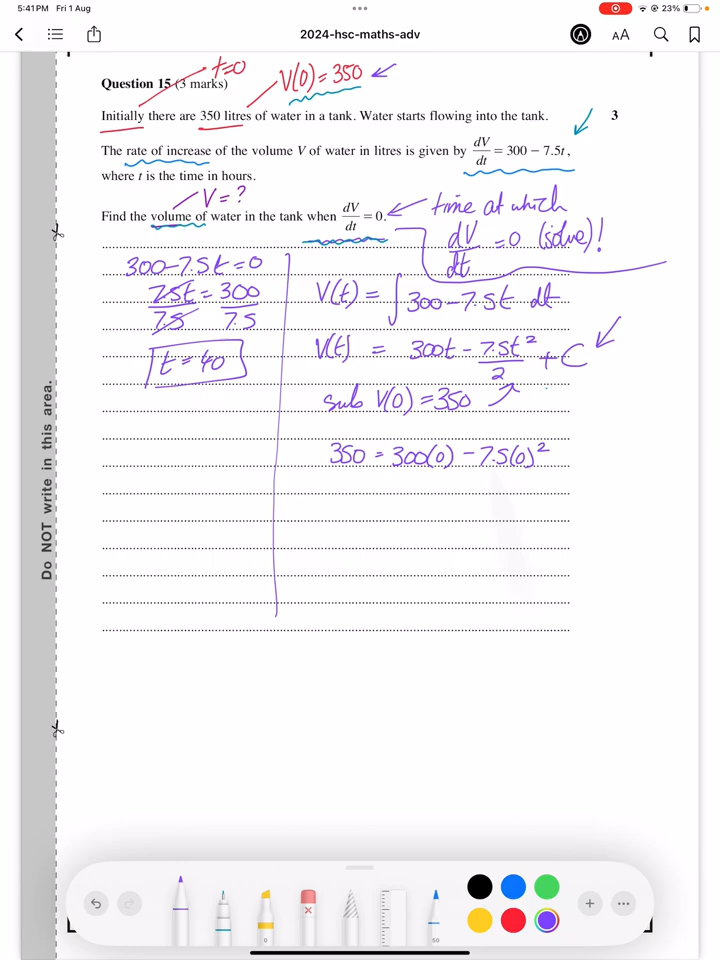 5:41 PM Fri 1 Aug
23%
2024-hsc-maths-adv
AA
t=0
V(0) = 350
Question 15 (3 marks)
Initially there are 350 litres of water in a tank. Water starts flowing into the tank.
3
The rate of increase of the volume V of water in litres is given by dV/dt = 300 − 7.5t,
where t is the time in hours.
V = ?
Find the volume of water in the tank when dV/dt = 0.
time at which
dV/dt = 0 (solve)!
300 − 7.5t = 0
7.5t/7.5 = 300/7.5
t = 40
V(t) = ∫ 300 − 7.5t dt
V(t) = 300t − 7.5t²/2 + C
sub V(0) = 350
350 = 300(0) − 7.5(0)²
Do NOT write in this area.
0
50